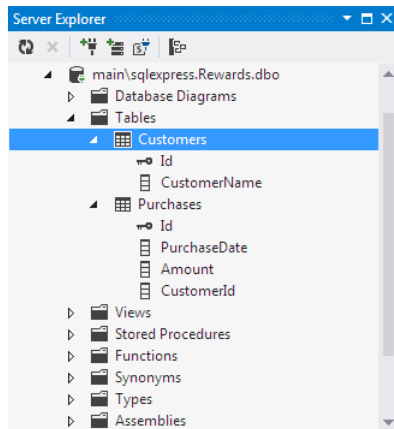 Server Explorer
main\sqlexpress.Rewards.dbo
Database Diagrams
Tables
Customers
Id
CustomerName
Purchases
Id
PurchaseDate
Amount
CustomerId
Views
Stored Procedures
Functions
Synonyms
Types
Assemblies